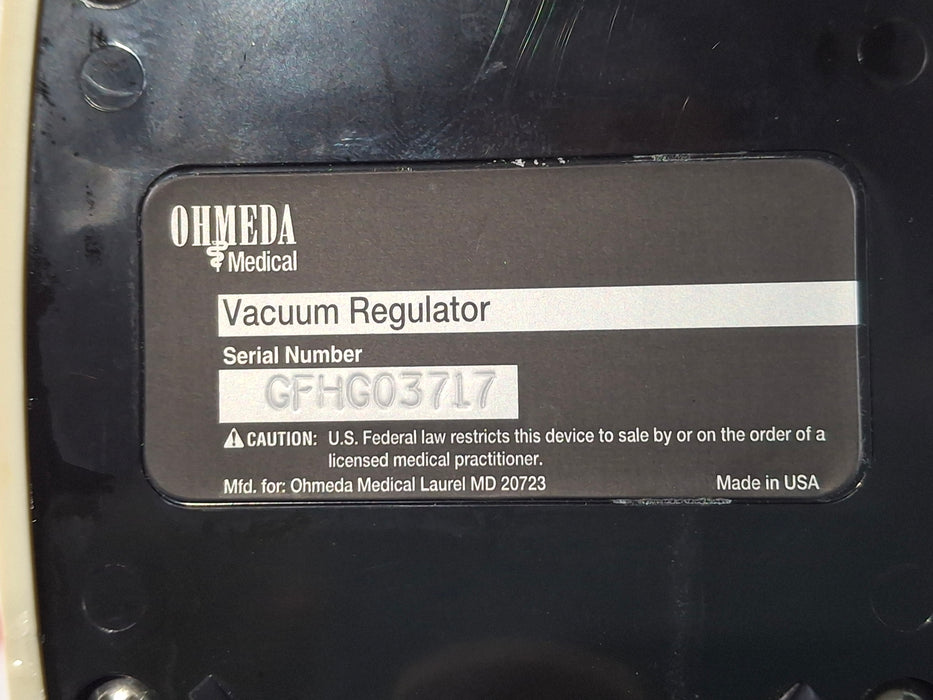 OHMEDA
Medical
Vacuum Regulator
Serial Number
GFHG03717
CAUTION: U.S. Federal law restricts this device to sale by or on the order of a
licensed medical practitioner.
Mfd. for: Ohmeda Medical Laurel MD 20723 Made in USA